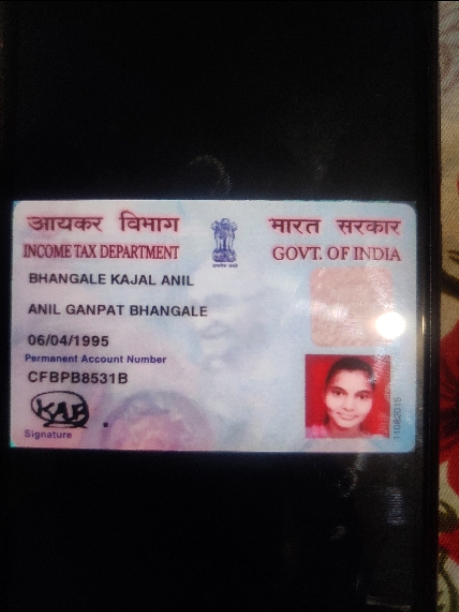 आयकर विभाग
भारत सरकार
INCOME TAX DEPARTMENT
GOVT. OF INDIA
BHANGALE KAJAL ANIL
ANIL GANPAT BHANGALE
06/04/1995
Permanent Account Number
CFBPB8531B
KAB
Signature